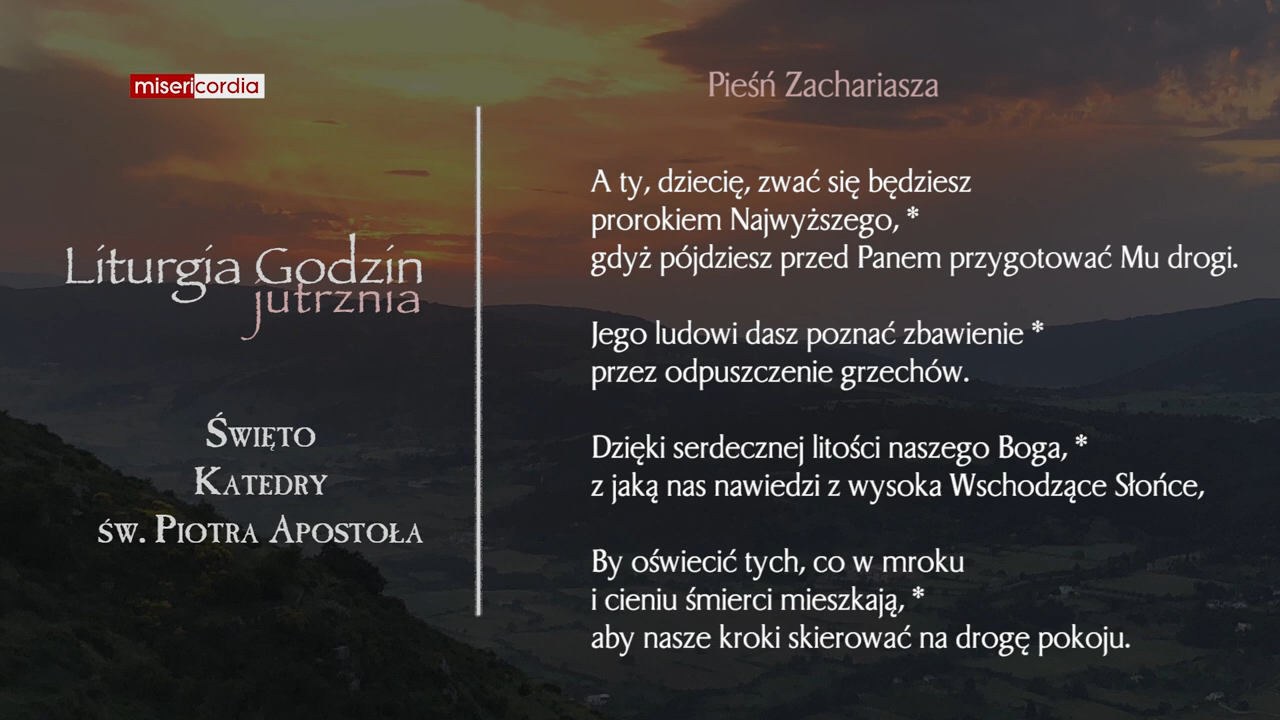 misericordia
Liturgia Godzin
jutrznia
Święto
Katedry
św. Piotra Apostoła
Pieśń Zachariasza
A ty, dziecię, zwać się będziesz
prorokiem Najwyższego, *
gdyż pójdziesz przed Panem przygotować Mu drogi.
Jego ludowi dasz poznać zbawienie *
przez odpuszczenie grzechów.
Dzięki serdecznej litości naszego Boga, *
z jaką nas nawiedzi z wysoka Wschodzące Słońce,
By oświecić tych, co w mroku
i cieniu śmierci mieszkają, *
aby nasze kroki skierować na drogę pokoju.